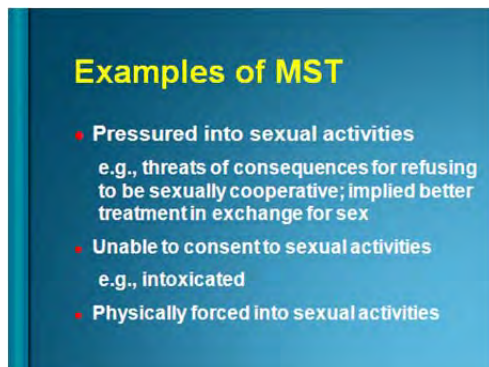 Examples of MST
Pressured into sexual activities
e.g., threats of consequences for refusing
to be sexually cooperative; implied better
treatment in exchange for sex
Unable to consent to sexual activities
e.g., intoxicated
Physically forced into sexual activities